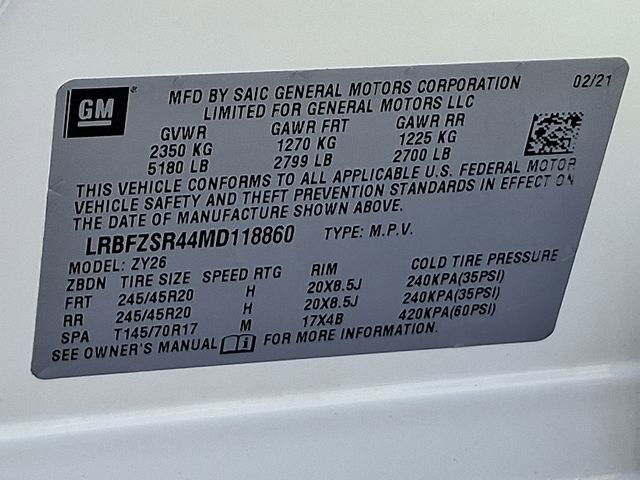 GM
MFD BY SAIC GENERAL MOTORS CORPORATION 02/21
LIMITED FOR GENERAL MOTORS LLC
GVWR GAWR FRT GAWR RR
2350 KG 1270 KG 1225 KG
5180 LB 2799 LB 2700 LB
THIS VEHICLE CONFORMS TO ALL APPLICABLE U.S. FEDERAL MOTOR
VEHICLE SAFETY AND THEFT PREVENTION STANDARDS IN EFFECT ON
THE DATE OF MANUFACTURE SHOWN ABOVE.
LRBFZSR44MD118860 TYPE: M.P.V.
MODEL: ZY26
ZBDN TIRE SIZE SPEED RTG RIM COLD TIRE PRESSURE
FRT 245/45R20 H 20X8.5J 240KPA(35PSI)
RR 245/45R20 H 20X8.5J 240KPA(35PSI)
SPA T145/70R17 M 17X4B 420KPA(60PSI)
SEE OWNER'S MANUAL i FOR MORE INFORMATION.